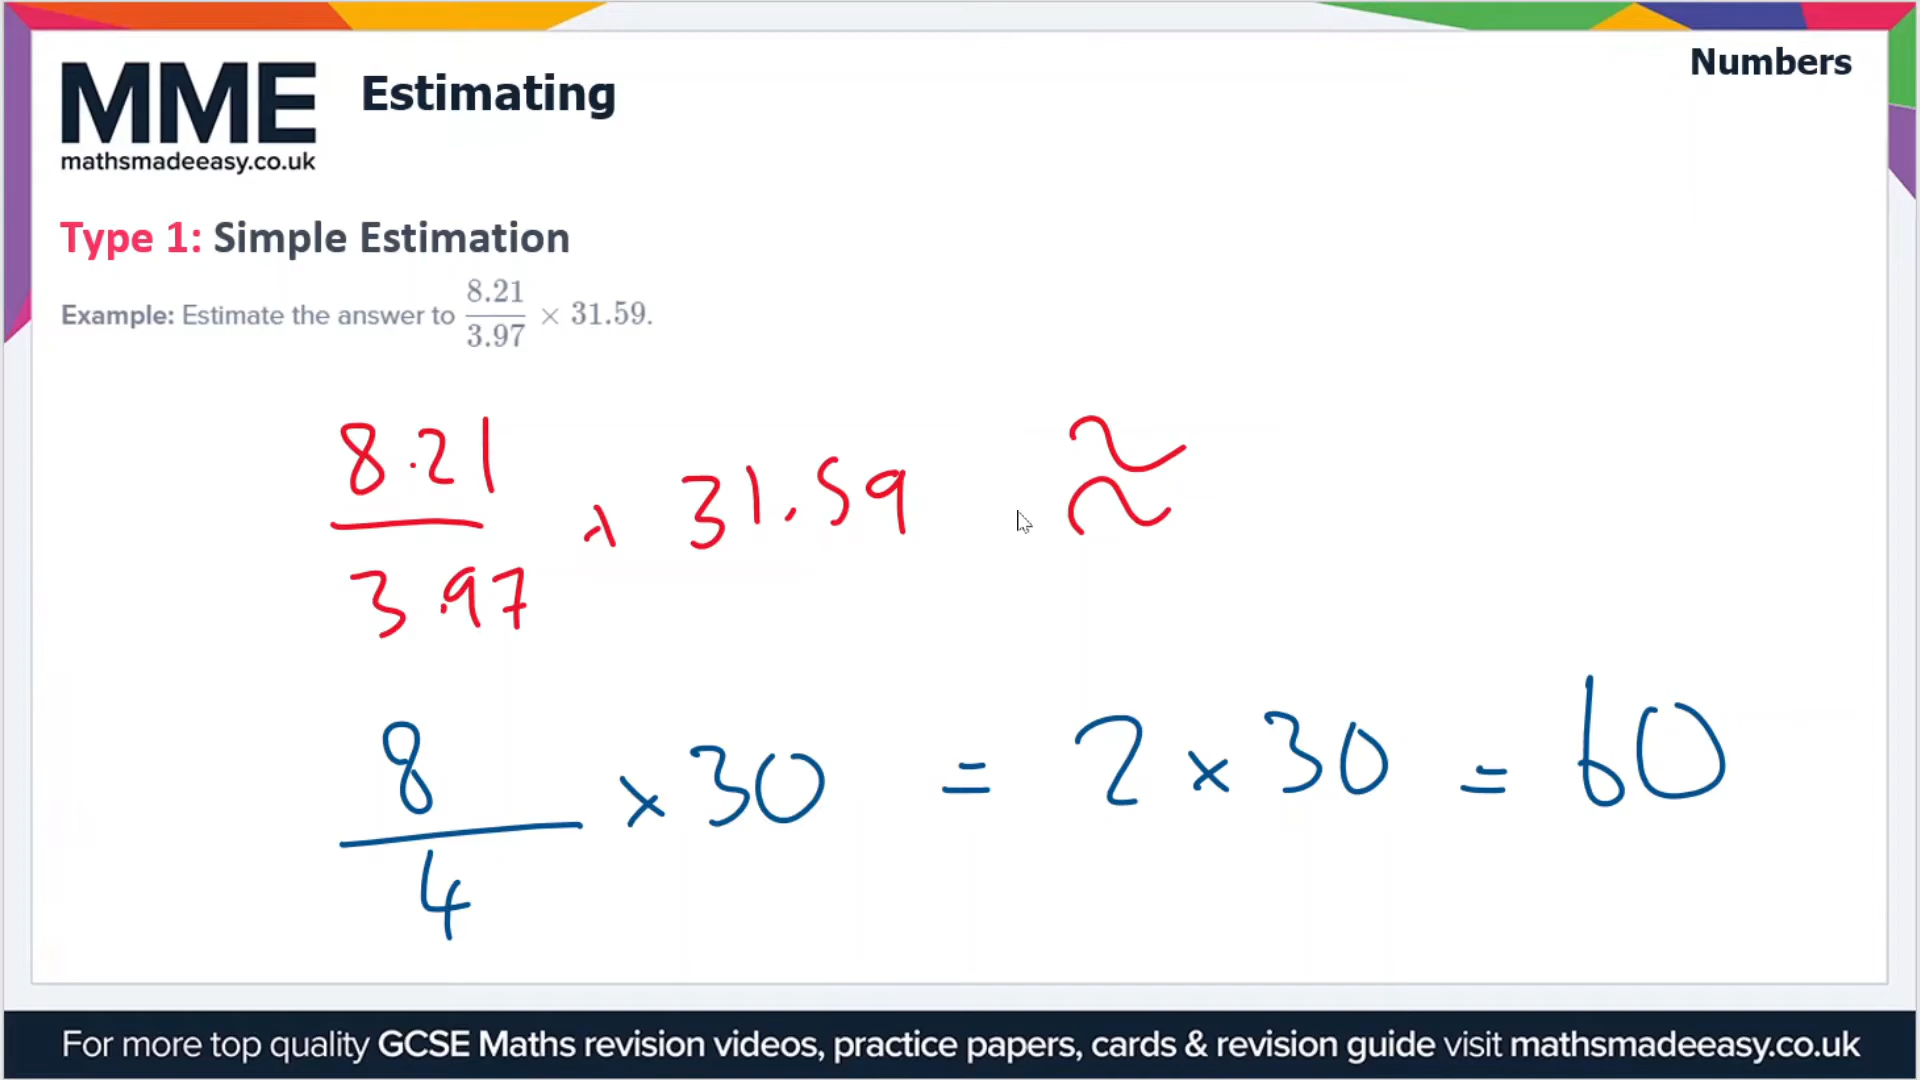 Numbers
MME
Estimating
mathsmadeeasy.co.uk
Type 1: Simple Estimation
Example: Estimate the answer to 8.21/3.97 × 31.59.
8.21/3.97 × 31.59 ≈
8/4 × 30 = 2 × 30 = 60
For more top quality GCSE Maths revision videos, practice papers, cards & revision guide visit mathsmadeeasy.co.uk